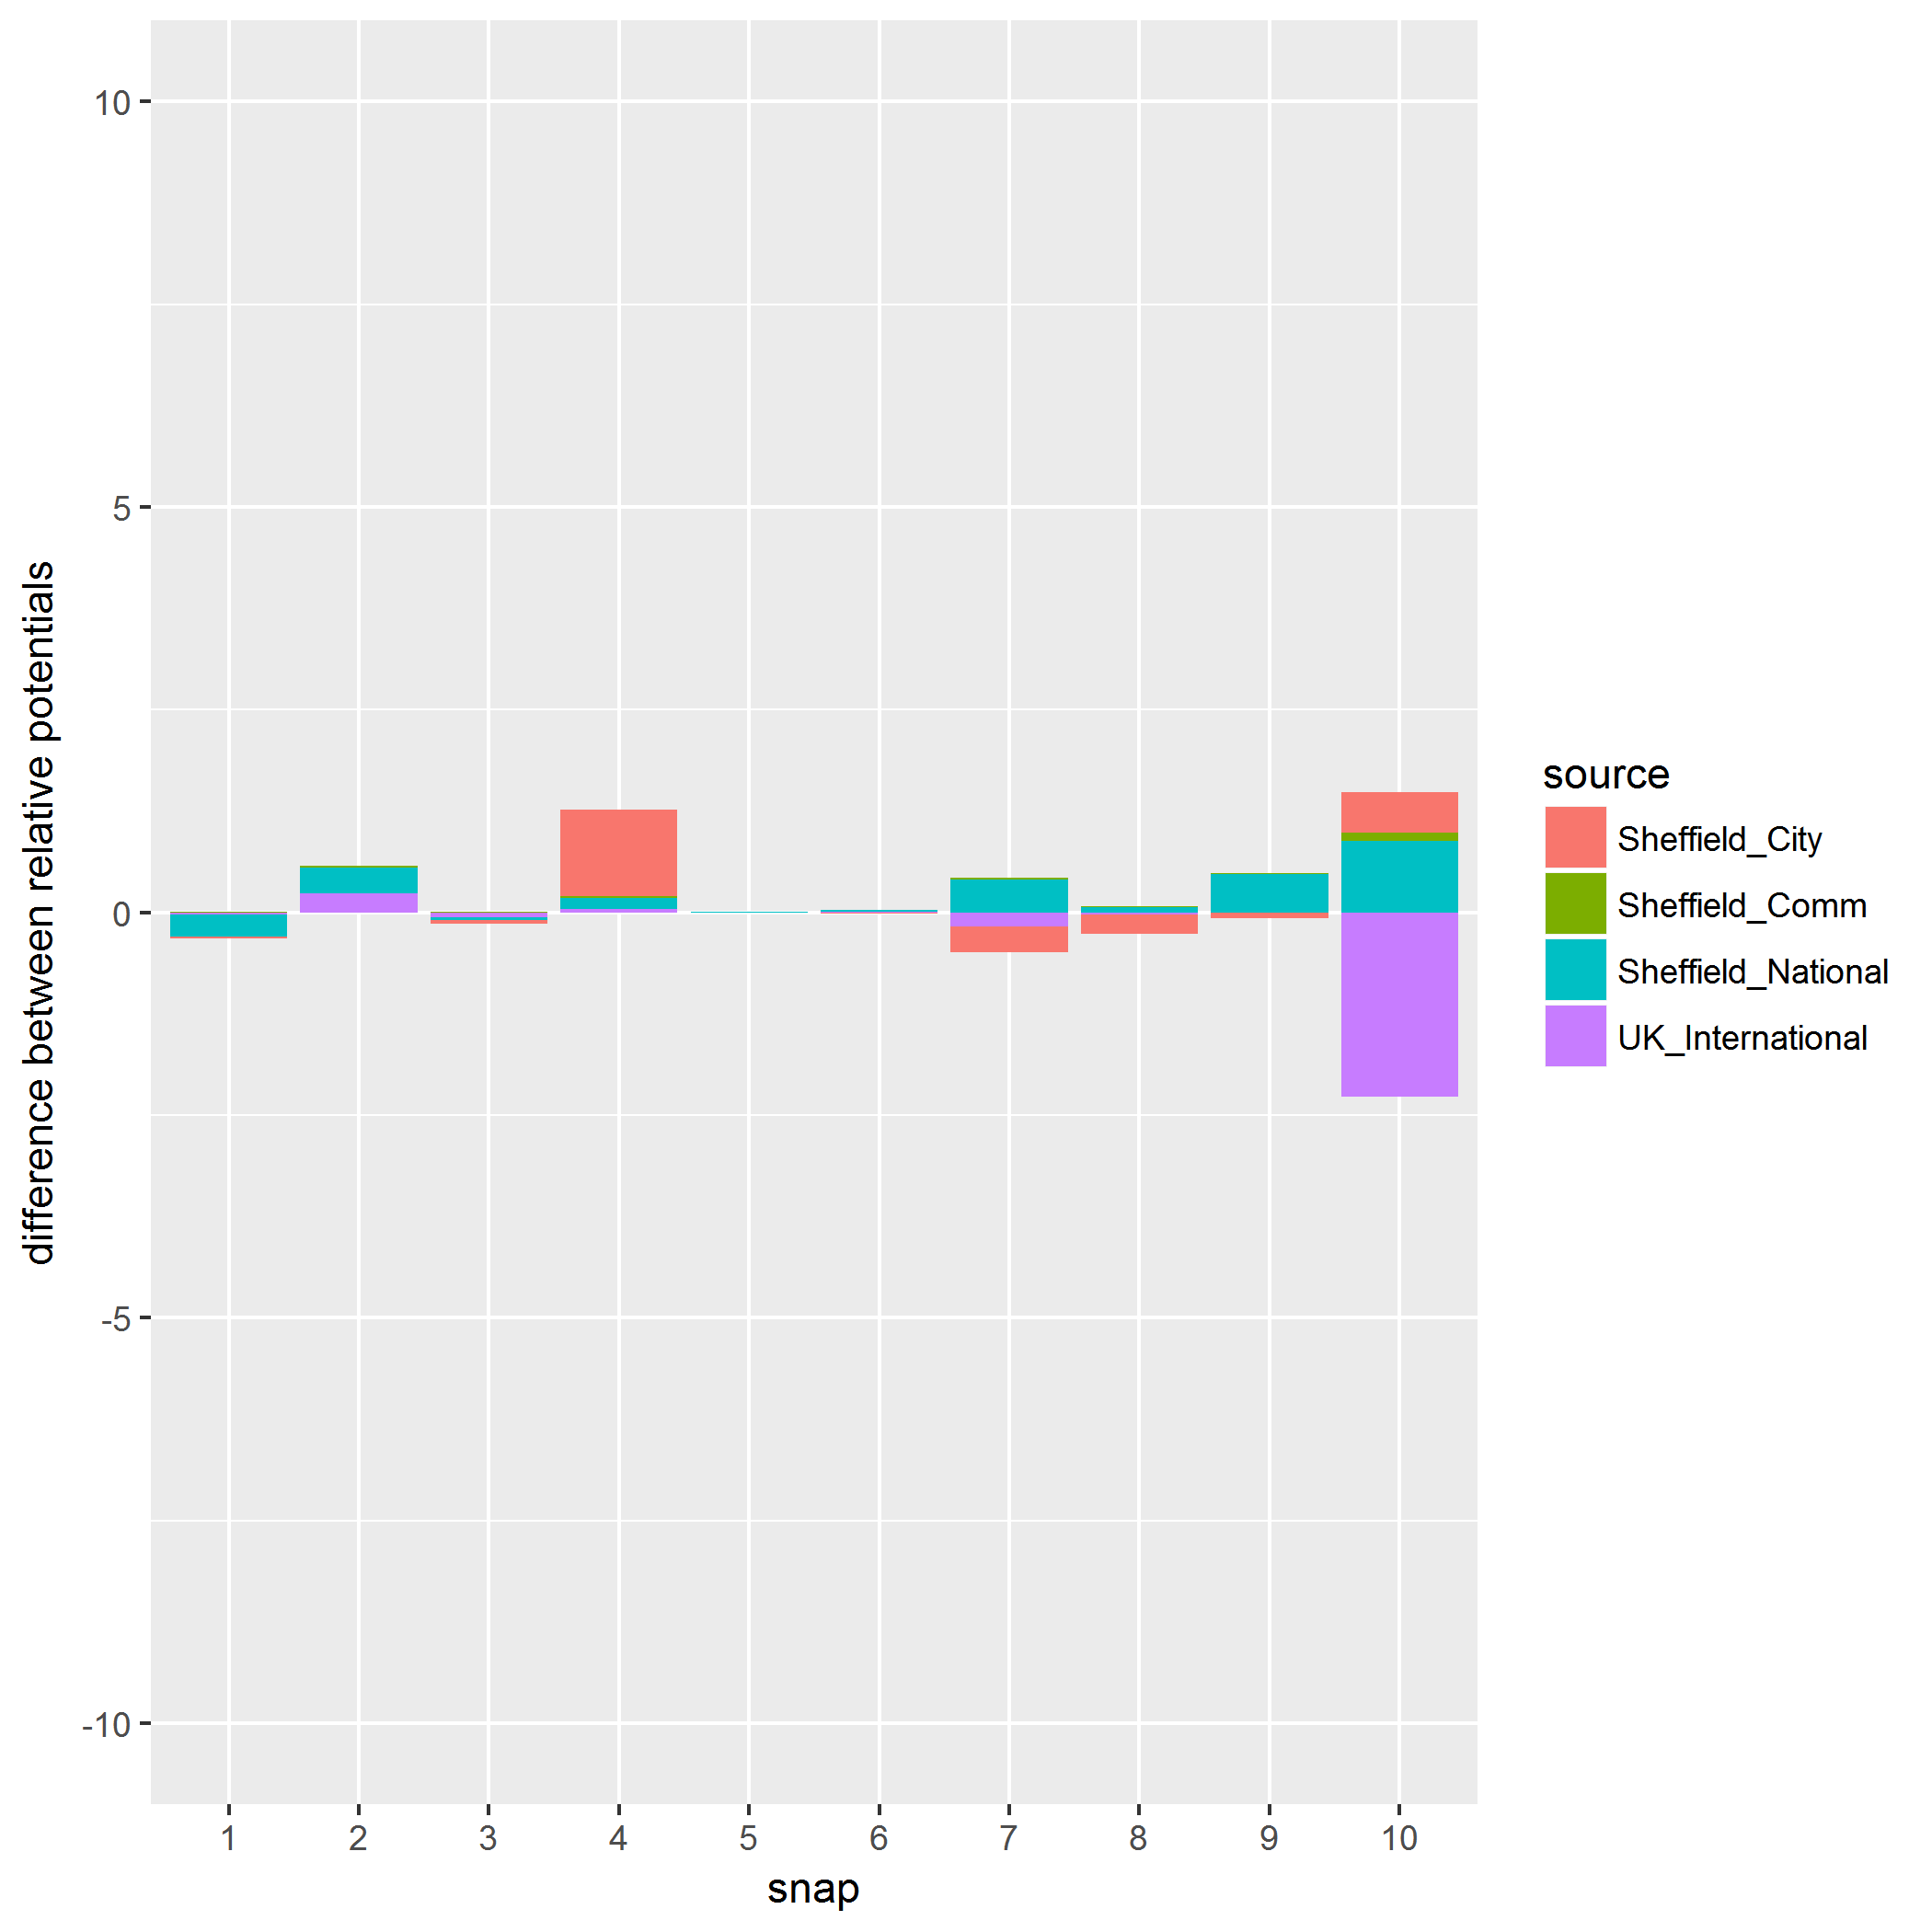 difference between relative potentials
10
5
0
-5
-10
1 2 3 4 5 6 7 8 9 10
snap
source
Sheffield_City
Sheffield_Comm
Sheffield_National
UK_International